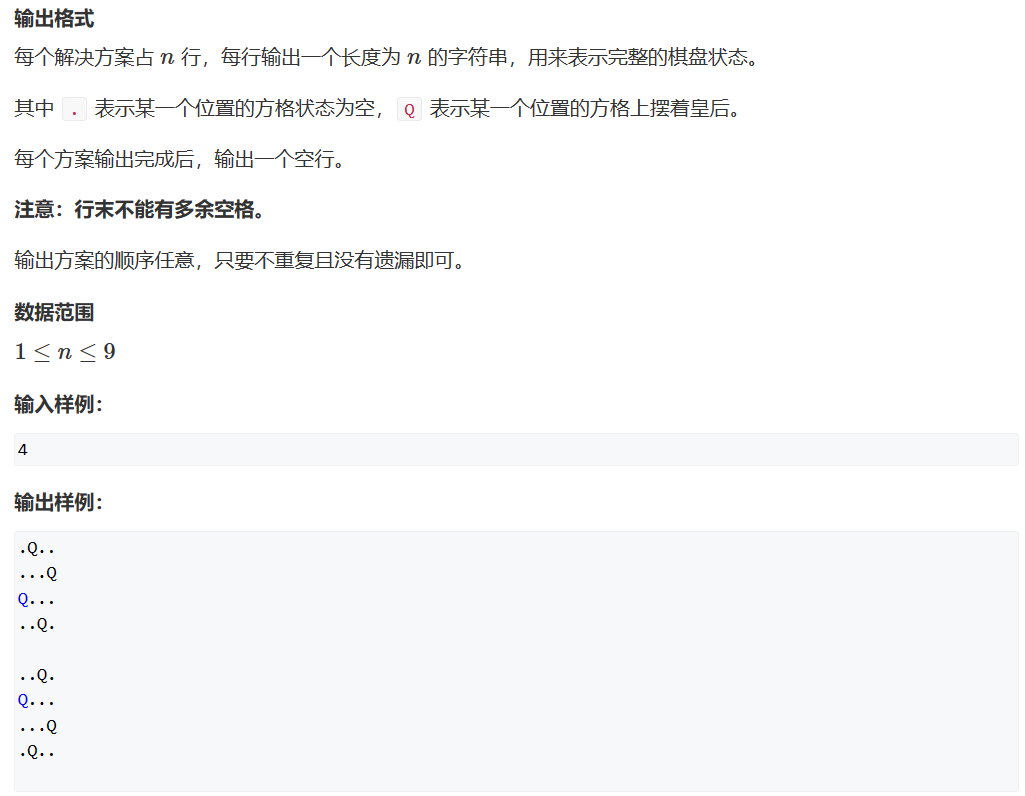 输出格式
每个解决方案占 n 行，每行输出一个长度为 n 的字符串，用来表示完整的棋盘状态。
其中 . 表示某一个位置的方格状态为空，Q 表示某一个位置的方格上摆着皇后。
每个方案输出完成后，输出一个空行。
注意：行末不能有多余空格。
输出方案的顺序任意，只要不重复且没有遗漏即可。
数据范围
1 ≤ n ≤ 9
输入样例：
4
输出样例：
.Q..
...Q
Q...
..Q.

..Q.
Q...
...Q
.Q..